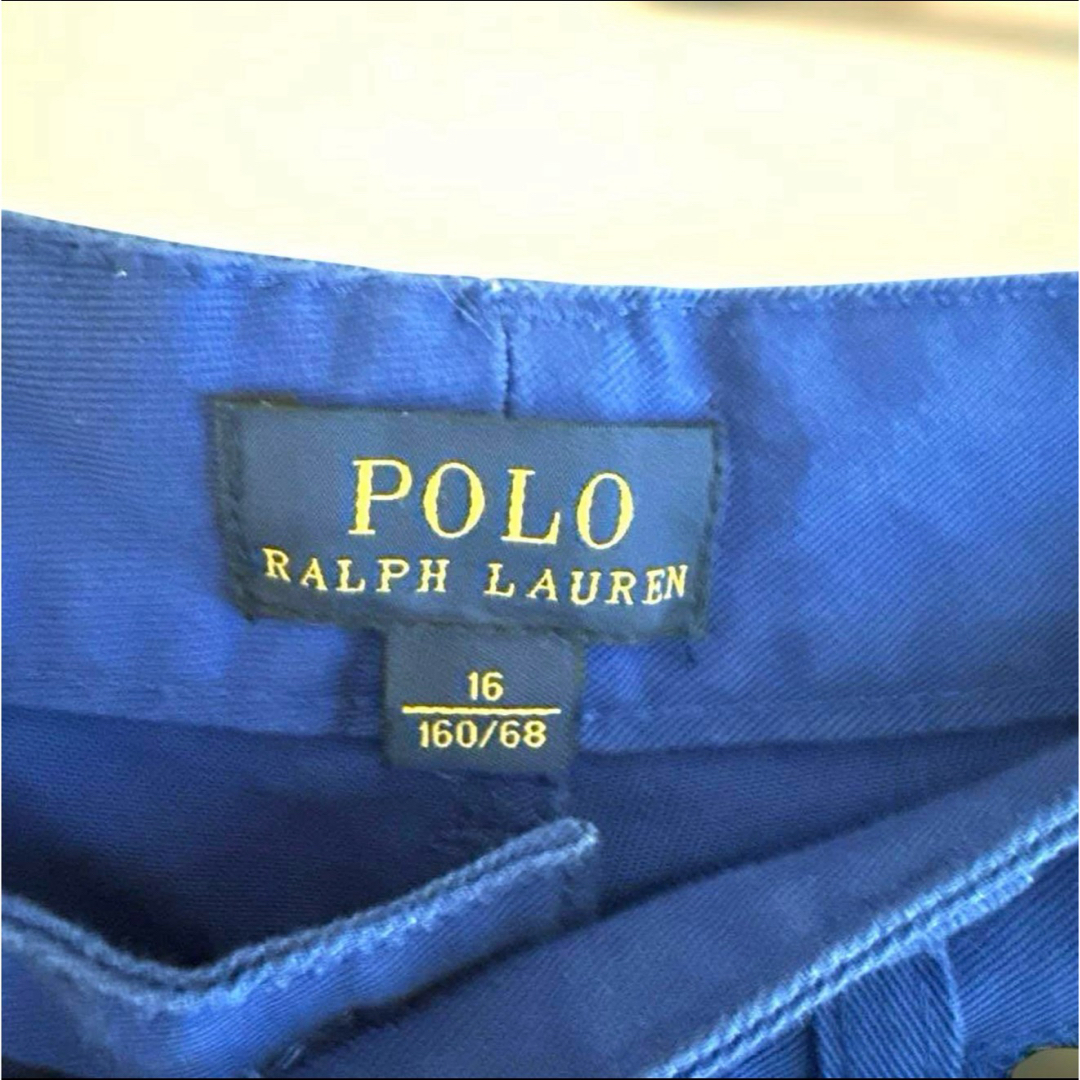 POLO
RALPH LAUREN
16
160/68